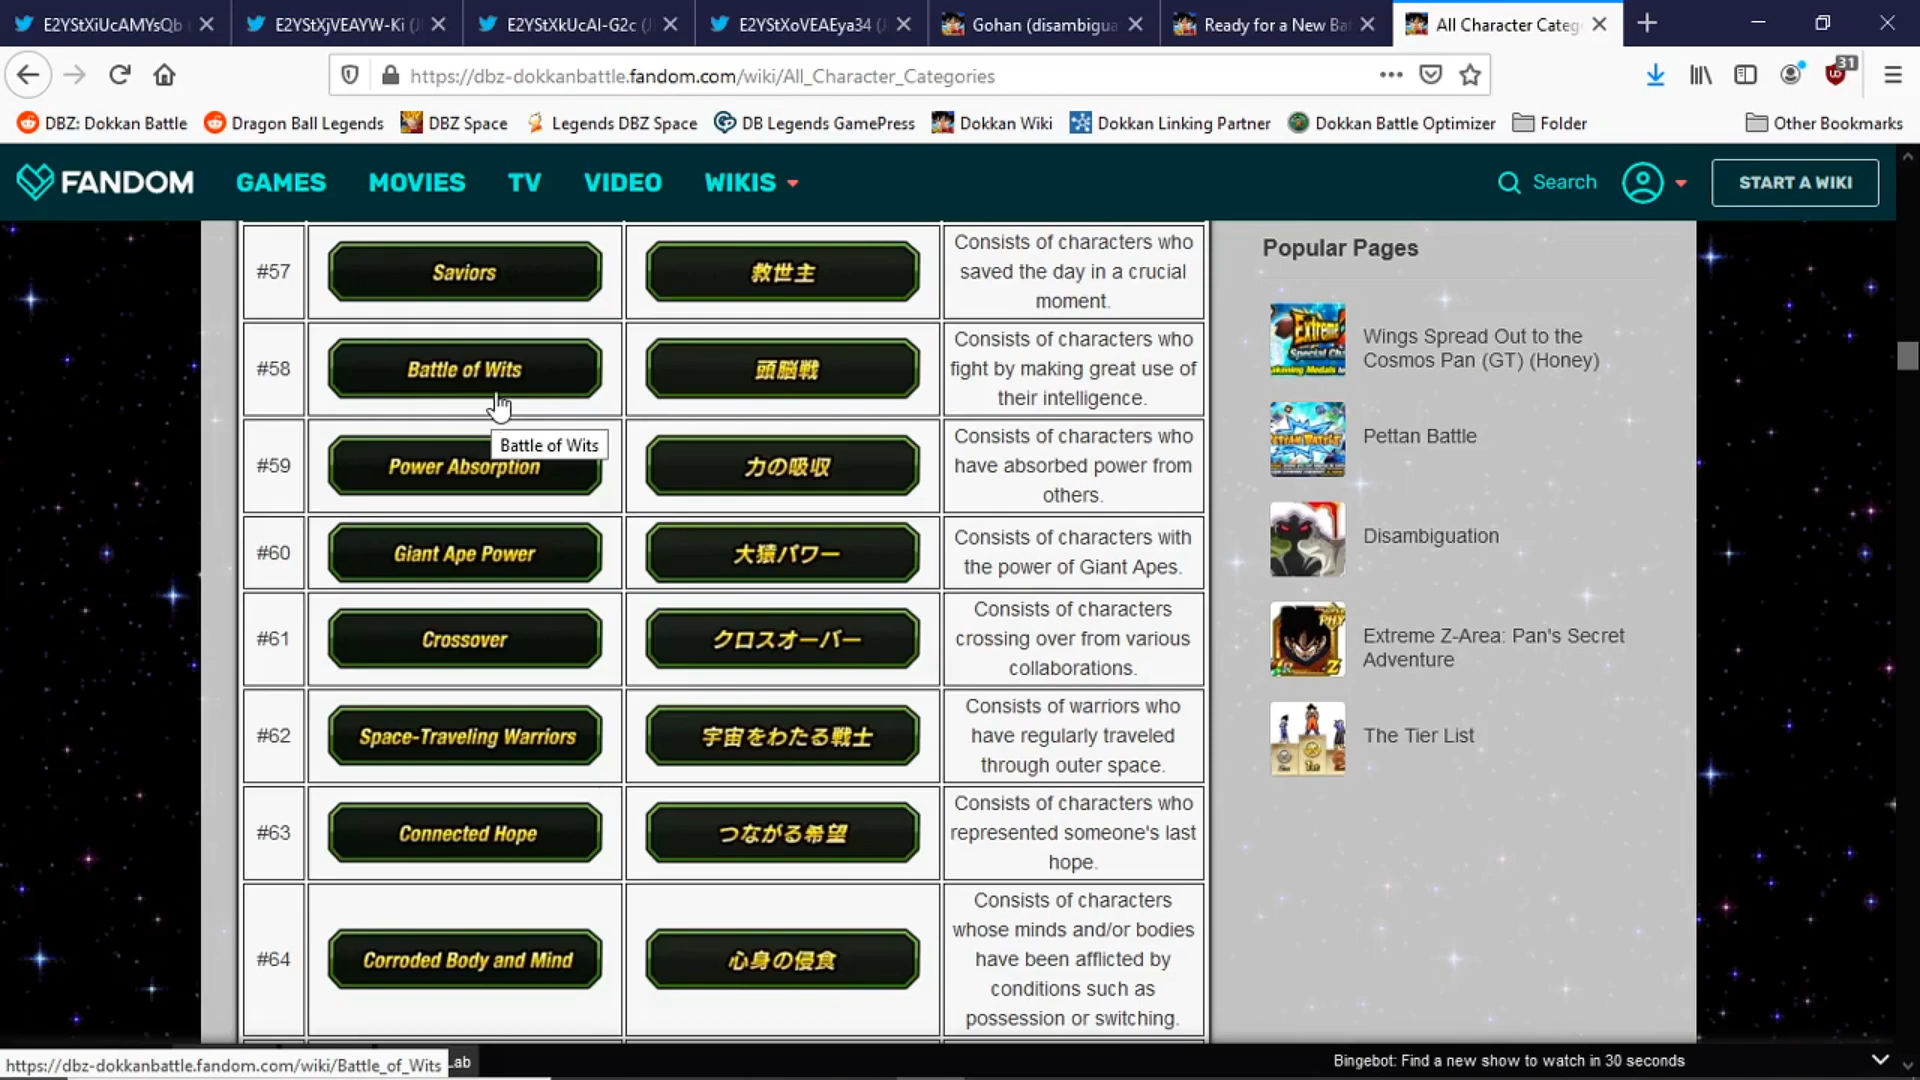 E2YStXiUcAMYsQb
E2YStXjVEAYW-Ki (J
E2YStXkUcAI-G2c (J
E2YStXoVEAEya34 (J
Gohan (disambigua
Ready for a New Ba
All Character Categ
https://dbz-dokkanbattle.fandom.com/wiki/All_Character_Categories
31
DBZ: Dokkan Battle
Dragon Ball Legends
DBZ Space
Legends DBZ Space
DB Legends GamePress
Dokkan Wiki
Dokkan Linking Partner
Dokkan Battle Optimizer
Folder
Other Bookmarks
FANDOM
GAMES
MOVIES
TV
VIDEO
WIKIS
Search
START A WIKI
#57
Saviors
救世主
Consists of characters who
saved the day in a crucial
moment.
#58
Battle of Wits
頭脳戦
Consists of characters who
fight by making great use of
their intelligence.
Battle of Wits
#59
Power Absorption
力の吸収
Consists of characters who
have absorbed power from
others.
#60
Giant Ape Power
大猿パワー
Consists of characters with
the power of Giant Apes.
#61
Crossover
クロスオーバー
Consists of characters
crossing over from various
collaborations.
#62
Space-Traveling Warriors
宇宙をわたる戦士
Consists of warriors who
have regularly traveled
through outer space.
#63
Connected Hope
つながる希望
Consists of characters who
represented someone's last
hope.
#64
Corroded Body and Mind
心身の侵食
Consists of characters
whose minds and/or bodies
have been afflicted by
conditions such as
possession or switching.
Popular Pages
Wings Spread Out to the
Cosmos Pan (GT) (Honey)
Pettan Battle
Disambiguation
Extreme Z-Area: Pan's Secret
Adventure
The Tier List
https://dbz-dokkanbattle.fandom.com/wiki/Battle_of_Wits
Lab
Bingebot: Find a new show to watch in 30 seconds